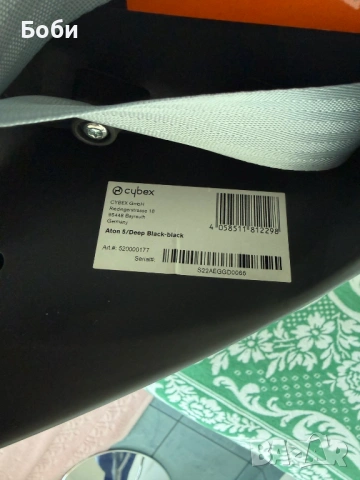 Боби
cybex
CYBEX GmbH
Riedingerstrasse 18
95448 Bayreuth
Germany
Aton 5/Deep Black-black
Art.#: 520000177
Serial#:
4 058511 812298
S22AEGGD0066
BAZAR